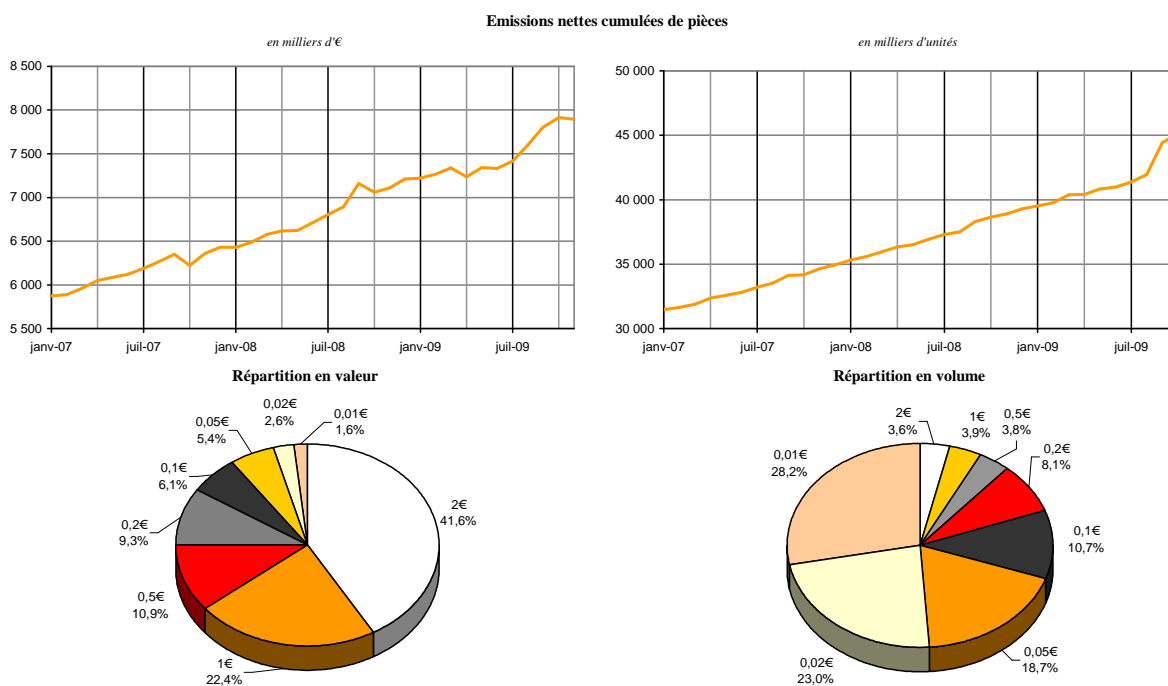 Emissions nettes cumulées de pièces
en milliers d'€
8 500
8 000
7 500
7 000
6 500
6 000
5 500
janv-07
juil-07
janv-08
juil-08
janv-09
juil-09
en milliers d'unités
50 000
45 000
40 000
35 000
30 000
janv-07
juil-07
janv-08
juil-08
janv-09
juil-09
Répartition en valeur
0,02€
2,6%
0,01€
1,6%
0,05€
5,4%
0,1€
6,1%
0,2€
9,3%
0,5€
10,9%
1€
22,4%
2€
41,6%
Répartition en volume
2€
3,6%
1€
3,9%
0,5€
3,8%
0,2€
8,1%
0,1€
10,7%
0,05€
18,7%
0,02€
23,0%
0,01€
28,2%